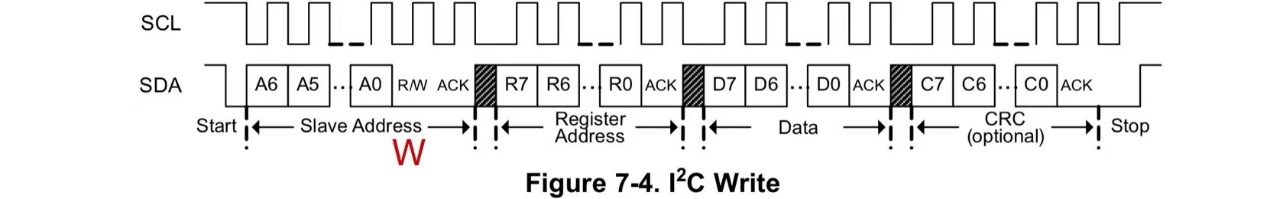 SCL
SDA A6 A5 ... A0 R/W ACK R7 R6 ... R0 ACK D7 D6 ... D0 ACK C7 C6 ... C0 ACK
Start Slave Address Register Address Data CRC (optional) Stop
W
Figure 7-4. I²C Write